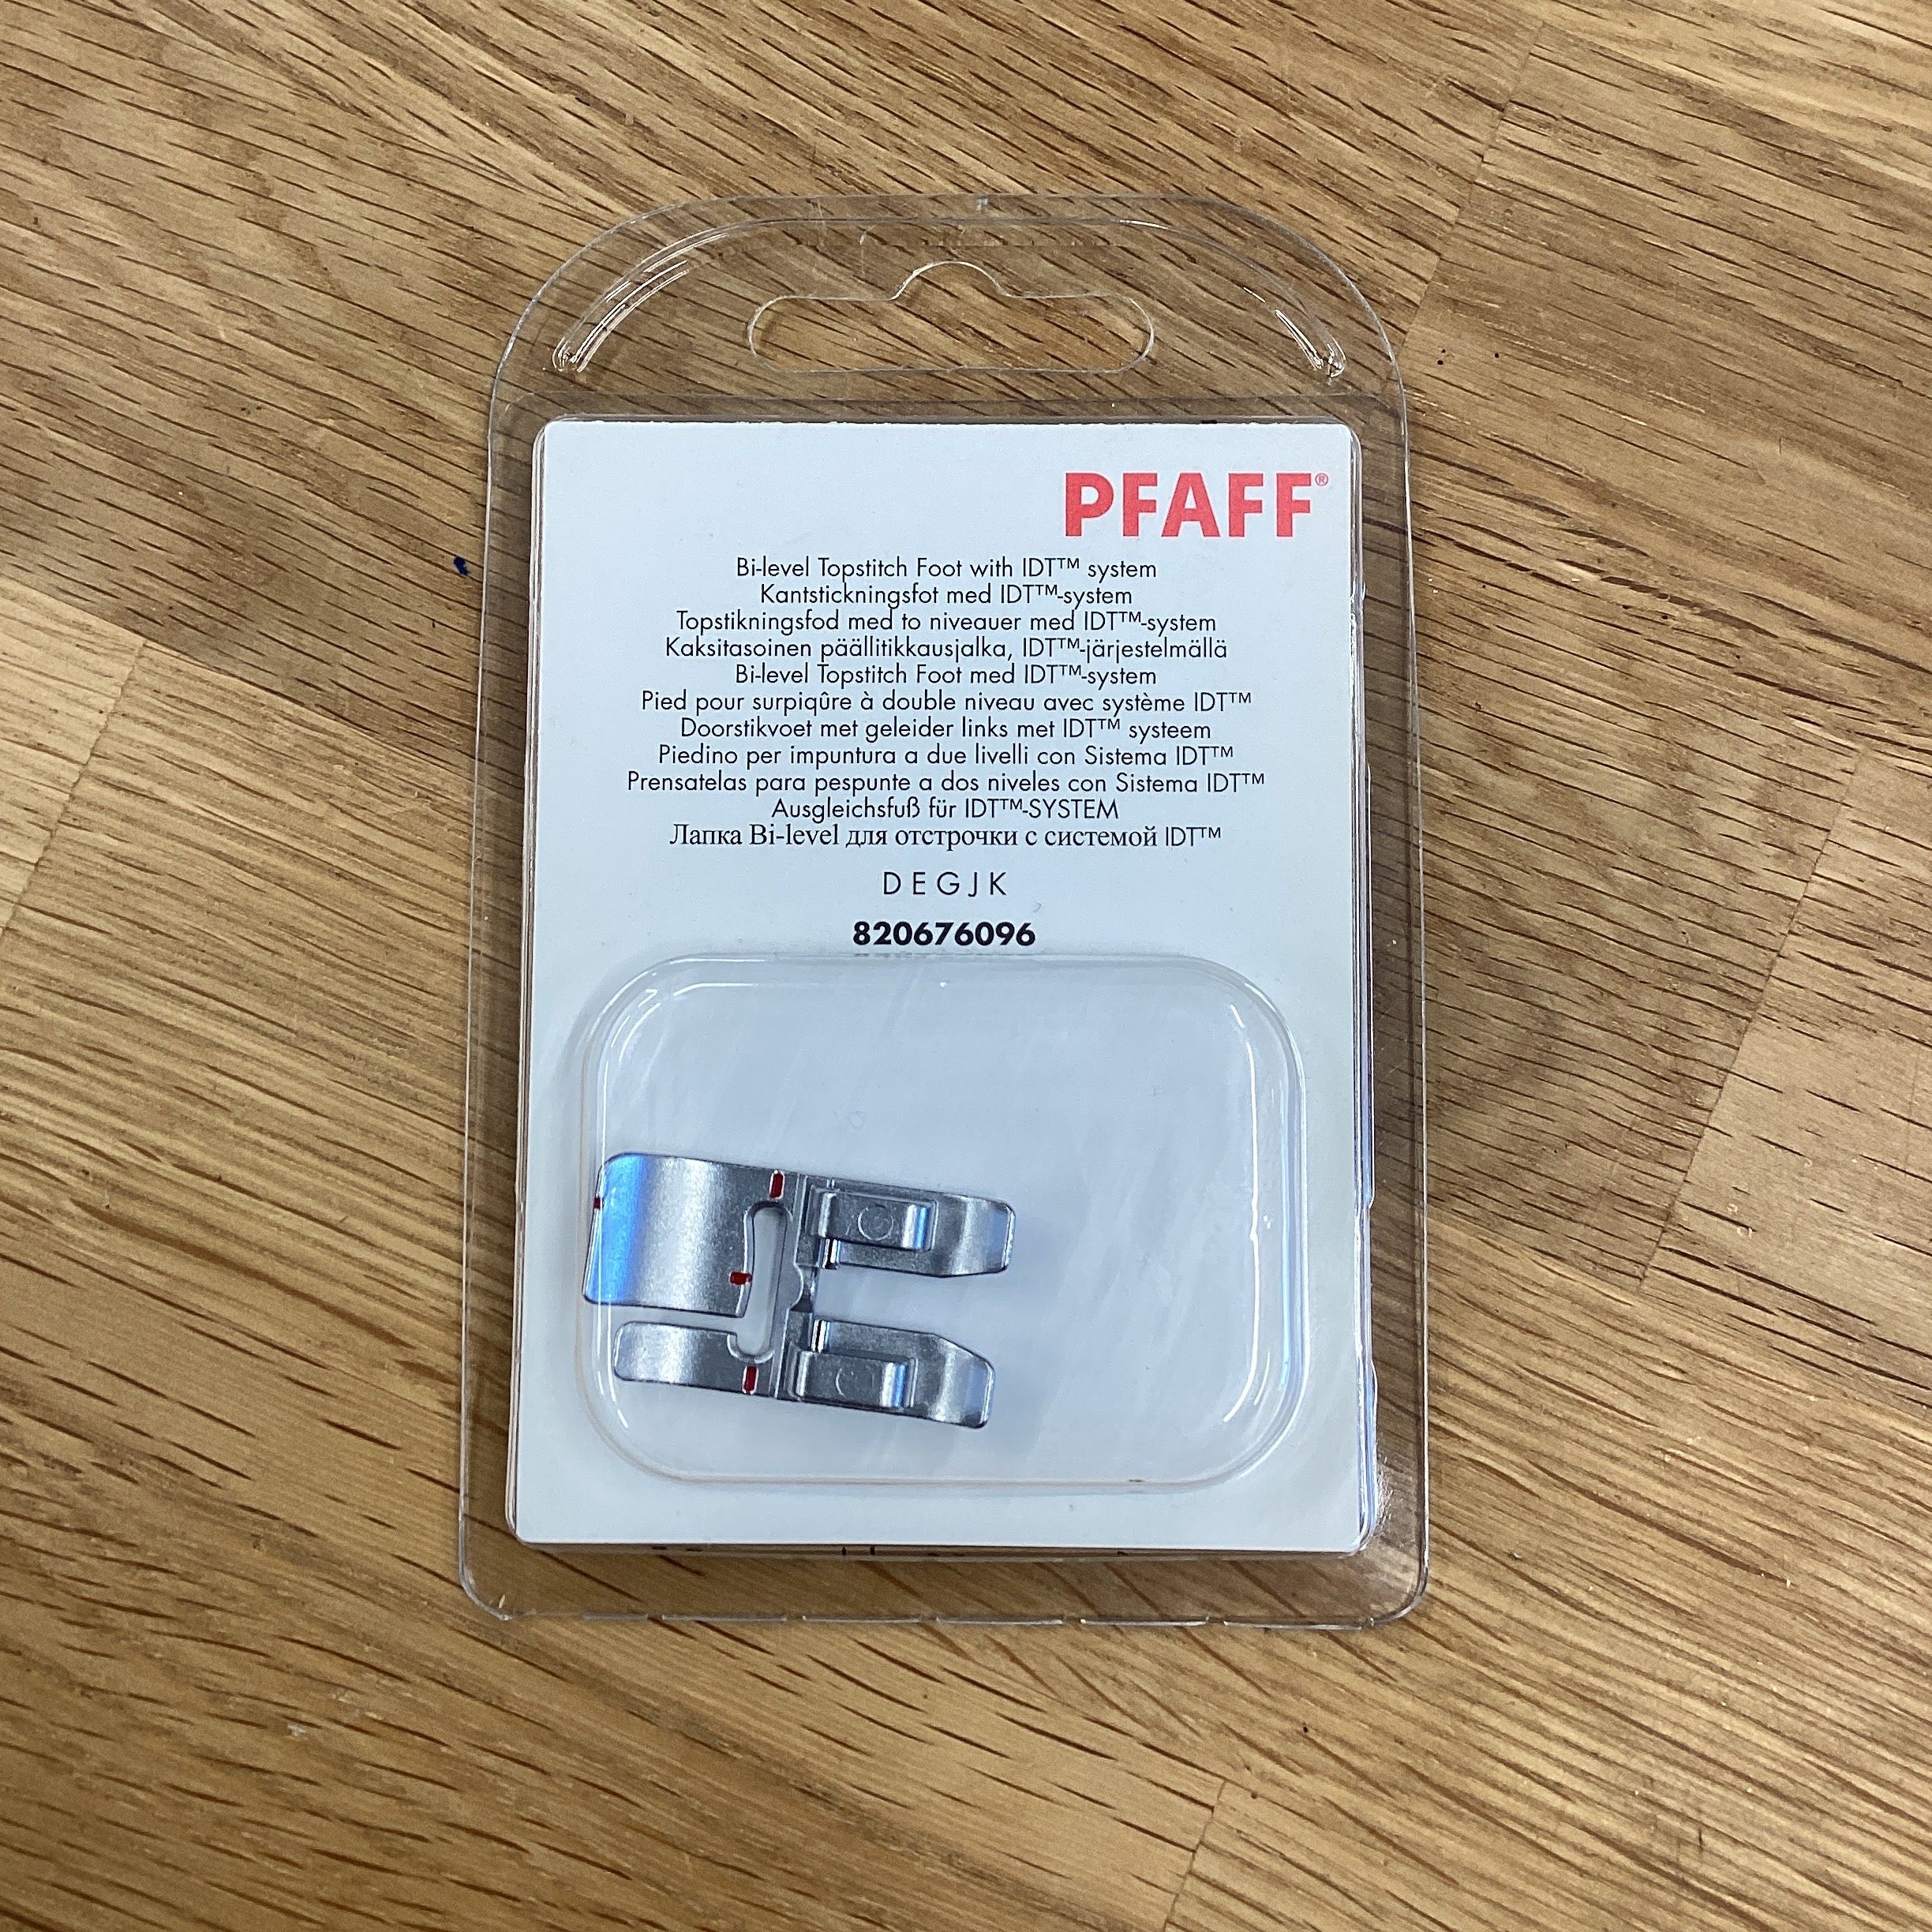 PFAFF®
Bi-level Topstitch Foot with IDT™ system
Kantstickningsfot med IDT™-system
Topstikningsfod med to niveauer med IDT™-system
Kaksitasoinen päällitikkausjalka, IDT™-järjestelmällä
Bi-level Topstitch Foot med IDT™-system
Pied pour surpiqûre à double niveau avec système IDT™
Doorstikvoet met geleider links met IDT™ systeem
Piedino per impuntura a due livelli con Sistema IDT™
Prensatelas para pespunte a dos niveles con Sistema IDT™
Ausgleichsfuß für IDT™-SYSTEM
Лапка Bi-level для отстрочки с системой IDT™
D E G J K
820676096